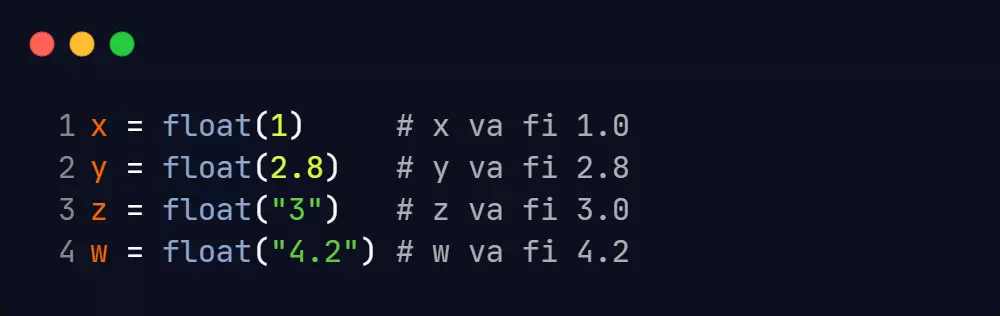 1 x = float(1)     # x va fi 1.0
2 y = float(2.8)   # y va fi 2.8
3 z = float("3")   # z va fi 3.0
4 w = float("4.2") # w va fi 4.2